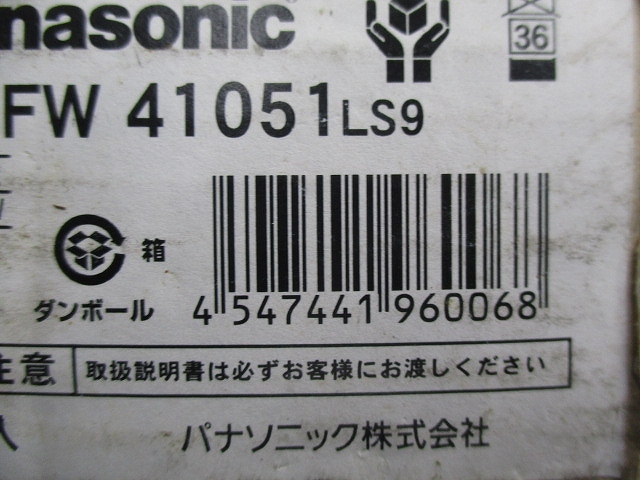 nasonic
36
FW 41051LS9
箱
ダンボール
4 547441 960068
注意 取扱説明書は必ずお客様にお渡しください
パナソニック株式会社